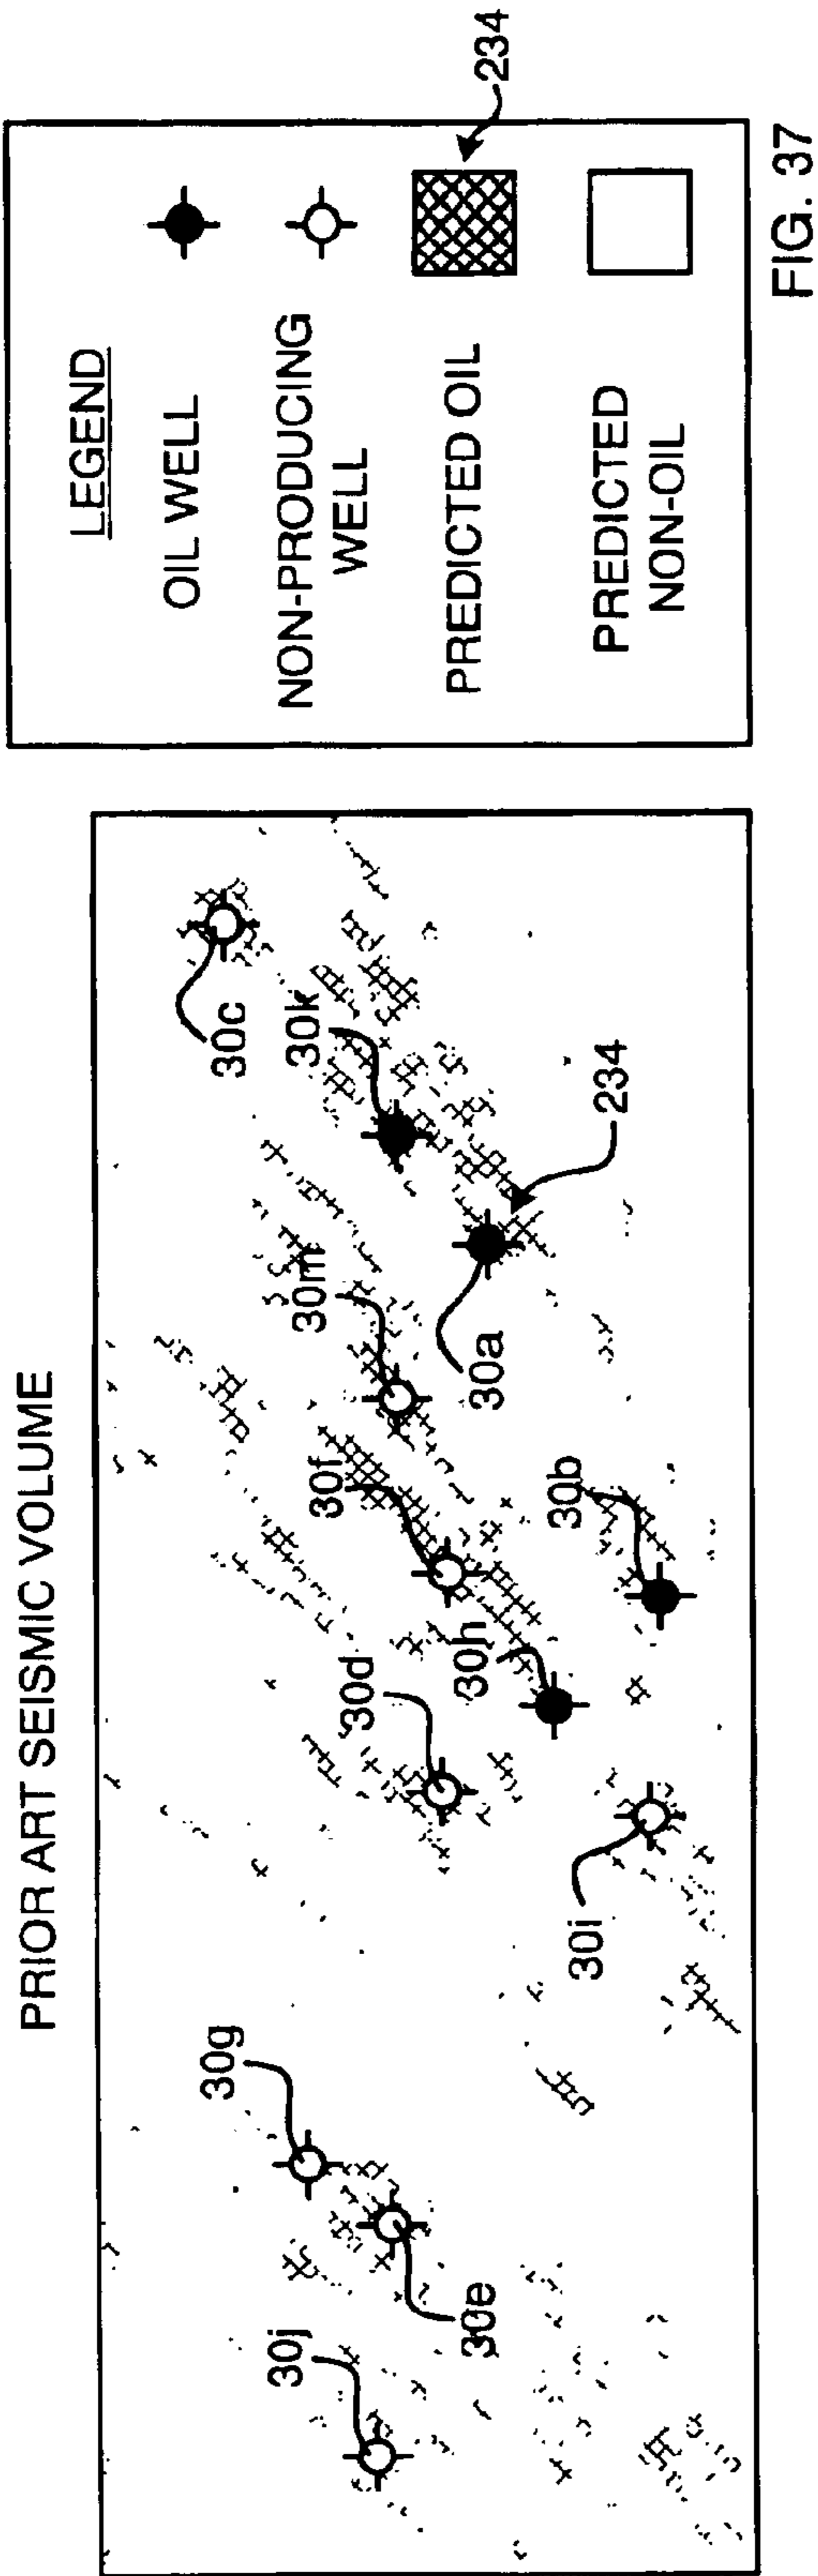 PRIOR ART SEISMIC VOLUME
30j
30e
30g
30i
30d
30h
30f
30b
30m
30a
234
30k
30c
LEGEND
OIL WELL
NON-PRODUCING
WELL
PREDICTED OIL
PREDICTED
NON-OIL
234
FIG. 37